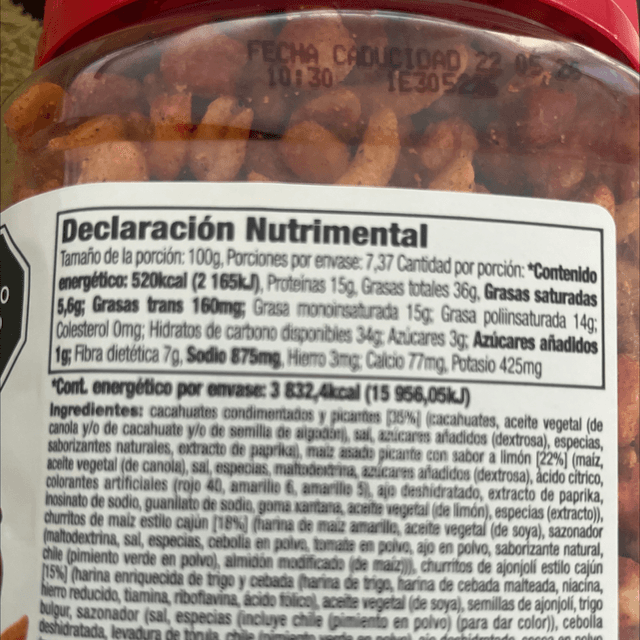 FECHA CADUCIDAD 22 05
10:30 1E305
Declaración Nutrimental
Tamaño de la porción: 100g, Porciones por envase: 7,37 Cantidad por porción: *Contenido
energético: 520kcal (2 165kJ), Proteínas 15g, Grasas totales 36g, Grasas saturadas
5,6g; Grasas trans 160mg; Grasa monoinsaturada 15g; Grasa poliinsaturada 14g;
Colesterol 0mg; Hidratos de carbono disponibles 34g; Azúcares 3g; Azúcares añadidos
1g; Fibra dietética 7g, Sodio 875mg, Hierro 3mg; Calcio 77mg, Potasio 425mg
*Cont. energético por envase: 3 832,4kcal (15 956,05kJ)
Ingredientes: cacahuates condimentados y picantes [35%] (cacahuates, aceite vegetal (de
canola y/o de cacahuate y/o de semilla de algodón), sal, azúcares añadidos (dextrosa), especias,
saborizantes naturales, extracto de paprika), maíz asado picante con sabor a limón [22%] (maíz,
aceite vegetal (de canola), sal, especias, maltodextrina, azúcares añadidos (dextrosa), ácido cítrico,
colorantes artificiales (rojo 40, amarillo 6, amarillo 5), ajo deshidratado, extracto de paprika,
inosinato de sodio, guanilato de sodio, goma xantana, aceite vegetal (de limón), especias (extracto)),
churritos de maíz estilo cajún [18%] (harina de maíz amarillo, aceite vegetal (de soya), sazonador
(maltodextrina, sal, especias, cebolla en polvo, tomate en polvo, ajo en polvo, saborizante natural,
chile (pimiento verde en polvo), almidón modificado (de maíz))), churritos de ajonjolí estilo cajún
[15%] (harina enriquecida de trigo y cebada (harina de trigo, harina de cebada malteada, niacina,
hierro reducido, tiamina, riboflavina, ácido fólico), aceite vegetal (de soya), semillas de ajonjolí, trigo
bulgur, sazonador (sal, especias (incluye chile (pimiento en polvo) (para dar color)), cebolla
deshidratada, levadura de torula, chile